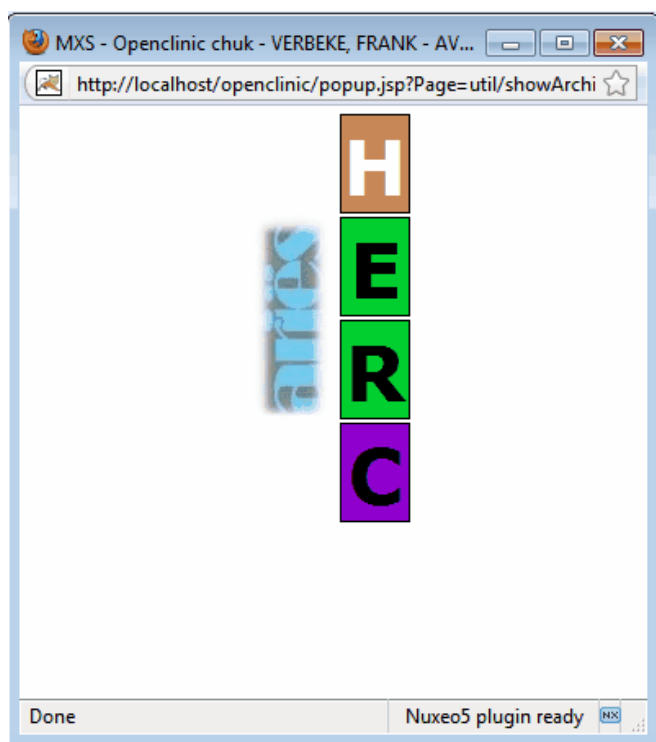 MXS - Openclinic chuk - VERBEKE, FRANK - AV...
http://localhost/openclinic/popup.jsp?Page=util/showArchi
H
E
R
C
aries
Done
Nuxeo5 plugin ready
NX